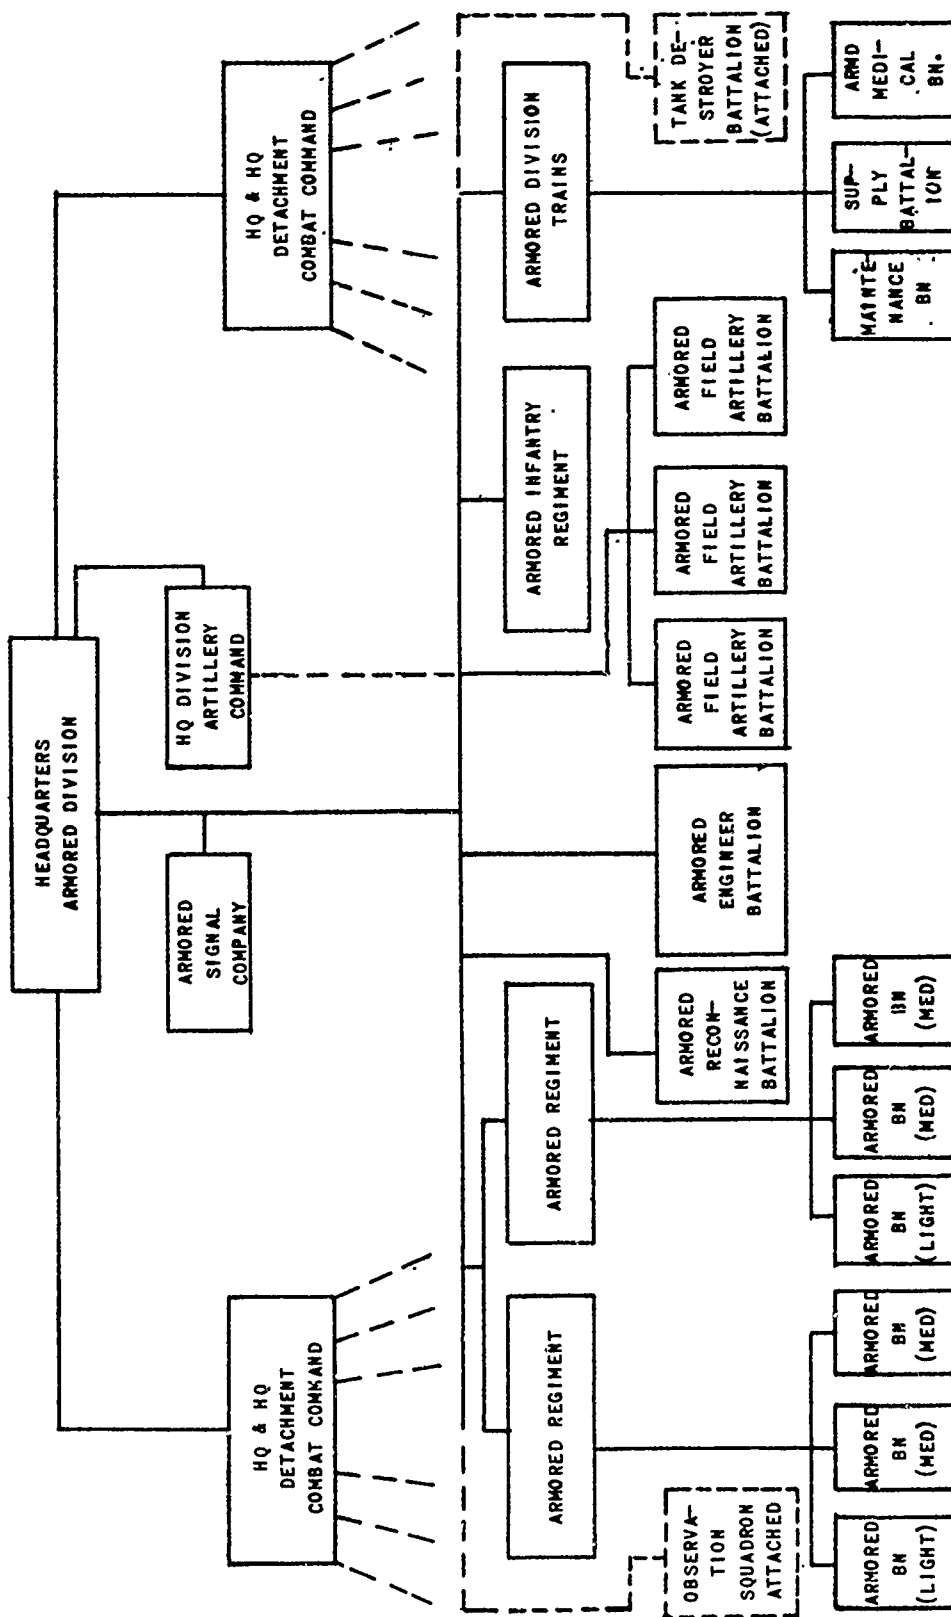 HEADQUARTERS
ARMORED DIVISION
ARMORED
SIGNAL
COMPANY
HQ DIVISION
ARTILLERY
COMMAND
HQ & HQ
DETACHMENT
COMBAT COMMAND
HQ & HQ
DETACHMENT
COMBAT COMMAND
ARMORED REGIMENT
ARMORED REGIMENT
ARMORED INFANTRY
REGIMENT
ARMORED DIVISION
TRAINS
OBSERVA-
TION
SQUADRON
ATTACHED
ARMORED
RECON-
NAISSANCE
BATTALION
ARMORED
ENGINEER
BATTALION
ARMORED
FIELD
ARTILLERY
BATTALION
ARMORED
FIELD
ARTILLERY
BATTALION
ARMORED
FIELD
ARTILLERY
BATTALION
TANK DE-
STROYER
BATTALION
(ATTACHED)
ARMORED
BN
(LIGHT)
ARMORED
BN
(MED)
ARMORED
BN
(MED)
ARMORED
BN
(LIGHT)
ARMORED
BN
(MED)
ARMORED
BN
(MED)
MAINTE-
NANCE
BN
SUP-
PLY
BATTAL-
ION
ARMD
MEDI-
CAL
BN.